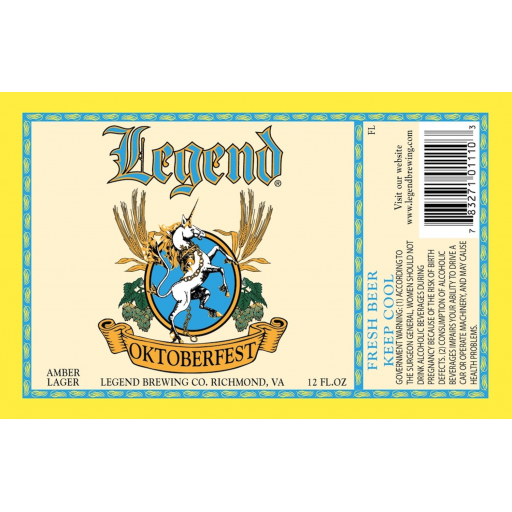 Legend®
OKTOBERFEST
AMBER
LAGER
LEGEND BREWING CO. RICHMOND, VA
12 FL.OZ
FRESH BEER
KEEP COOL
FL
Visit our website
www.legendbrewing.com
7 83271 01110 3
GOVERNMENT WARNING: (1) ACCORDING TO
THE SURGEON GENERAL, WOMEN SHOULD NOT
DRINK ALCOHOLIC BEVERAGES DURING
PREGNANCY BECAUSE OF THE RISK OF BIRTH
DEFECTS. (2) CONSUMPTION OF ALCOHOLIC
BEVERAGES IMPAIRS YOUR ABILITY TO DRIVE A
CAR OR OPERATE MACHINERY, AND MAY CAUSE
HEALTH PROBLEMS.